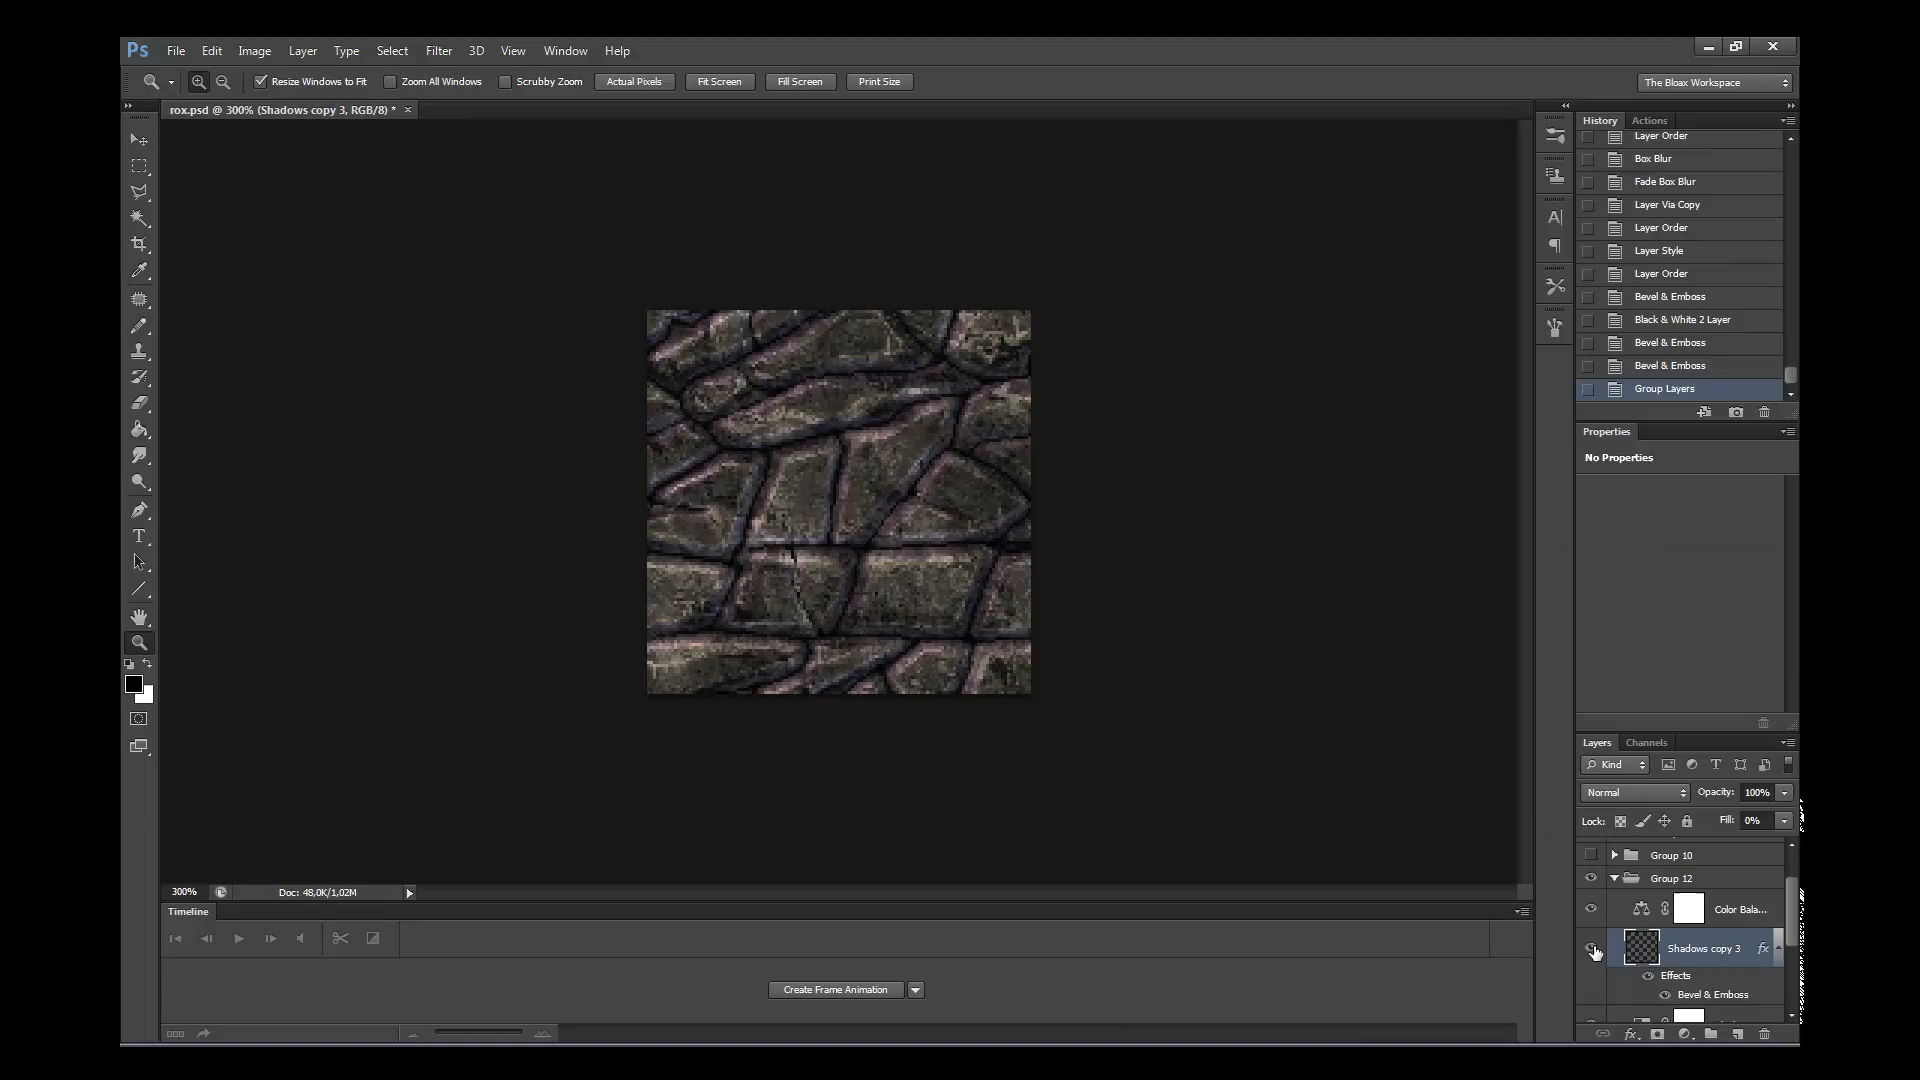 Ps File Edit Image Layer Type Select Filter 3D View Window Help
Resize Windows to Fit Zoom All Windows Scrubby Zoom Actual Pixels Fit Screen Fill Screen Print Size The Bloax Workspace
rox.psd @ 300% (Shadows copy 3, RGB/8) * ×
History Actions
Layer Order
Box Blur
Fade Box Blur
Layer Via Copy
Layer Order
Layer Style
Layer Order
Bevel & Emboss
Black & White 2 Layer
Bevel & Emboss
Bevel & Emboss
Group Layers
Properties
No Properties
Layers Channels
Kind
Normal Opacity: 100%
Lock: Fill: 0%
Group 10
Group 12
Color Bala...
Shadows copy 3 fx
Effects
Bevel & Emboss
300% Doc: 48,0K/1,02M
Timeline
Create Frame Animation